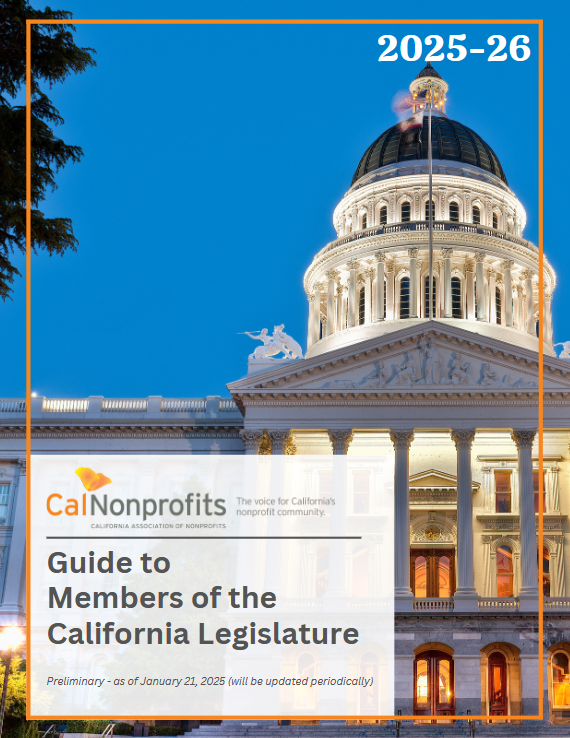 2025-26
CalNonprofits
CALIFORNIA ASSOCIATION OF NONPROFITS
The voice for California's
nonprofit community.
Guide to
Members of the
California Legislature
Preliminary - as of January 21, 2025 (will be updated periodically)